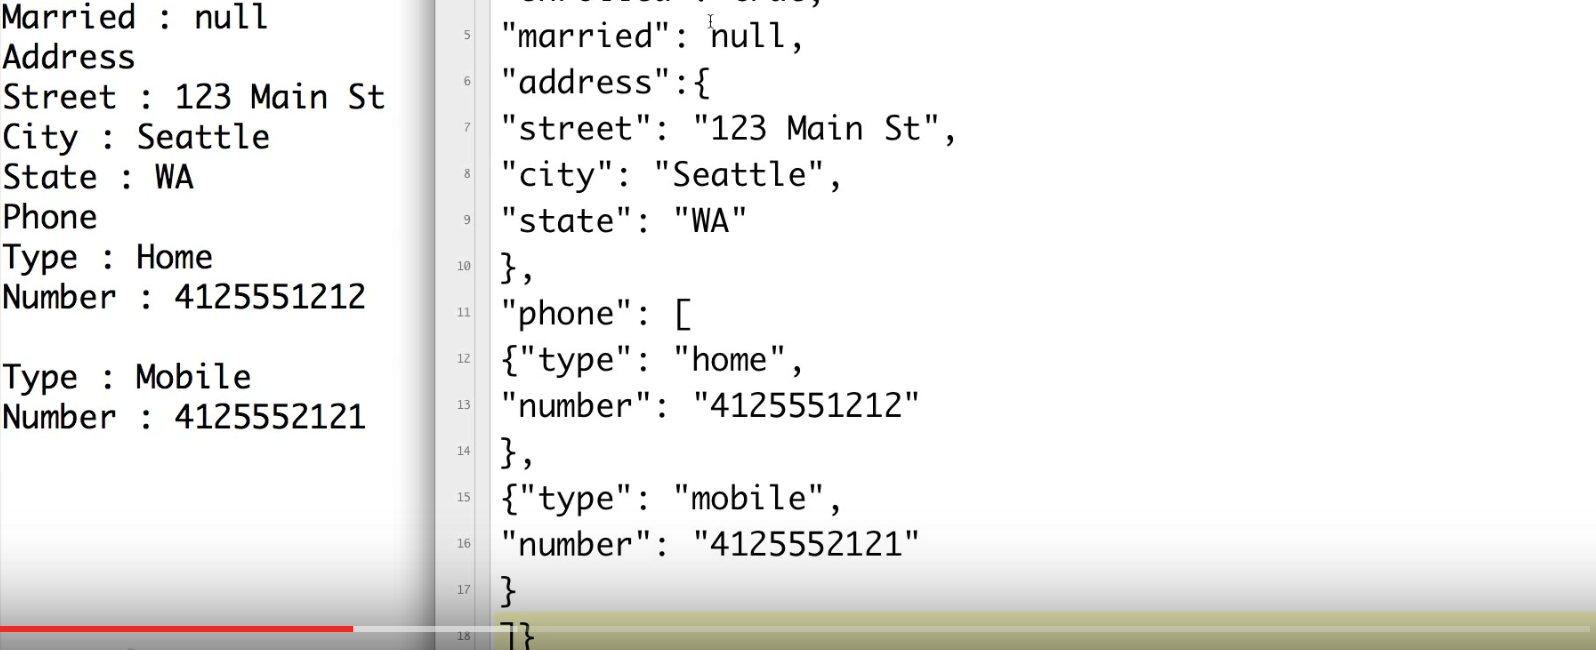 Married : null
Address
Street : 123 Main St
City : Seattle
State : WA
Phone
Type : Home
Number : 4125551212
Type : Mobile
Number : 4125552121
5 "married": null,
6 "address":{
7 "street": "123 Main St",
8 "city": "Seattle",
9 "state": "WA"
10 },
11 "phone": [
12 {"type": "home",
13 "number": "4125551212"
14 },
15 {"type": "mobile",
16 "number": "4125552121"
17 }
18 ]}